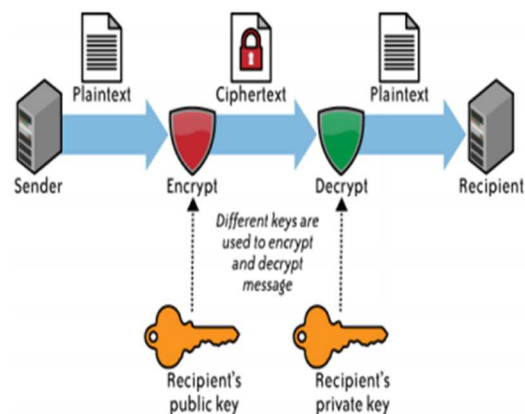 Plaintext
Ciphertext
Plaintext
Sender
Encrypt
Decrypt
Recipient
Different keys are
used to encrypt
and decrypt
message
Recipient's
public key
Recipient's
private key